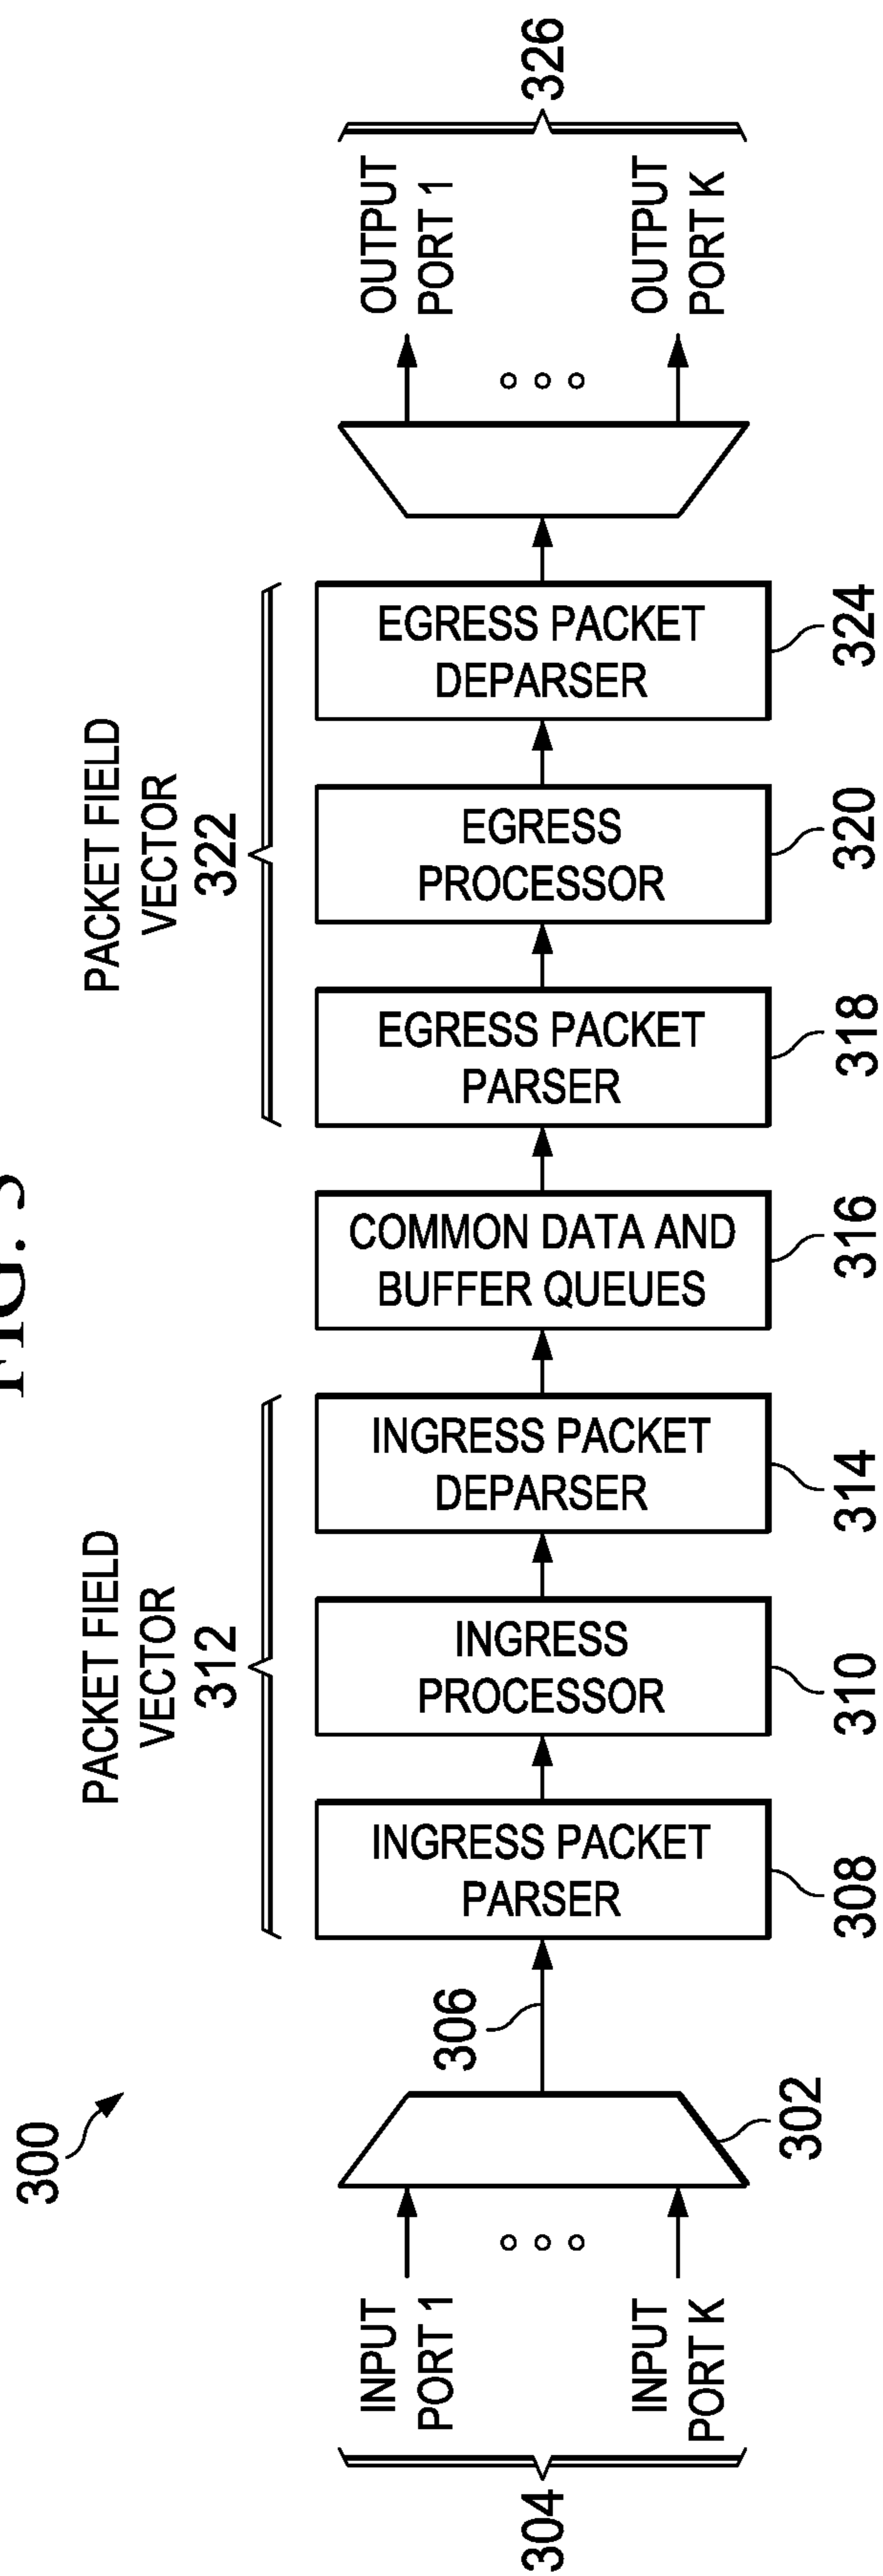 FIG. 3
300
PACKET FIELD
VECTOR
312
PACKET FIELD
VECTOR
322
304
INPUT
PORT 1
INPUT
PORT K
302
306
INGRESS PACKET
PARSER
308
INGRESS
PROCESSOR
310
INGRESS PACKET
DEPARSER
314
COMMON DATA AND
BUFFER QUEUES
316
EGRESS PACKET
PARSER
318
EGRESS
PROCESSOR
320
EGRESS PACKET
DEPARSER
324
OUTPUT
PORT 1
OUTPUT
PORT K
326